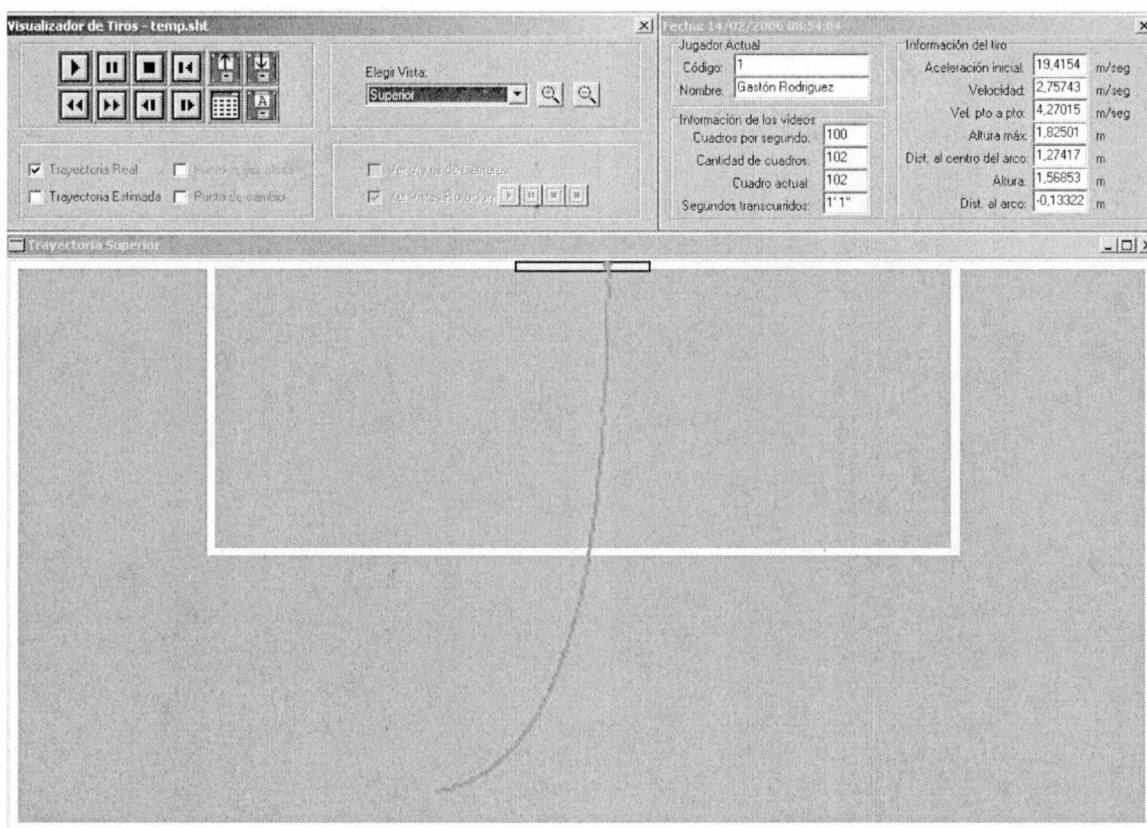 Visualizador de Tiros - temp.sht
Elegir Vista:
Superior
Trayectoria Real
Trayectoria Estimada
Punto de cambio
Fecha: 14/02/2006 08:54:04
Jugador Actual
Código: 1
Nombre: Gastón Rodriguez
Información de los vídeos
Cuadros por segundo: 100
Cantidad de cuadros: 102
Cuadro actual: 102
Segundos transcurridos: 1' 1"
Información del tiro
Aceleración inicial: 19,4154 m/seg
Velocidad: 2,75743 m/seg
Vel. pto a pto: 4,27015 m/seg
Altura máx: 1,82501 m
Dist. al centro del arco: 1,27417 m
Altura: 1,56853 m
Dist. al arco: -0,13322 m
Trayectoria Superior